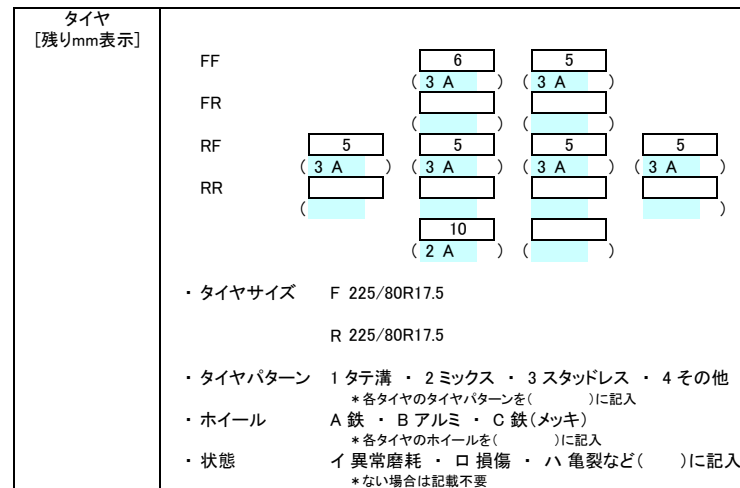 タイヤ
[残りmm表示]
FF 6 5
( 3 A ) ( 3 A )
FR
( ) ( )
RF 5 5 5 5
( 3 A ) ( 3 A ) ( 3 A ) ( 3 A )
RR
( )
10
( 2 A ) ( )
・ タイヤサイズ F 225/80R17.5
R 225/80R17.5
・ タイヤパターン 1 タテ溝 ・ 2 ミックス ・ 3 スタッドレス ・ 4 その他
＊各タイヤのタイヤパターンを( )に記入
・ ホイール A 鉄 ・ B アルミ ・ C 鉄(メッキ)
＊各タイヤのホイールを( )に記入
・ 状態 イ 異常磨耗 ・ ロ 損傷 ・ ハ 亀裂など( )に記入
＊ない場合は記載不要